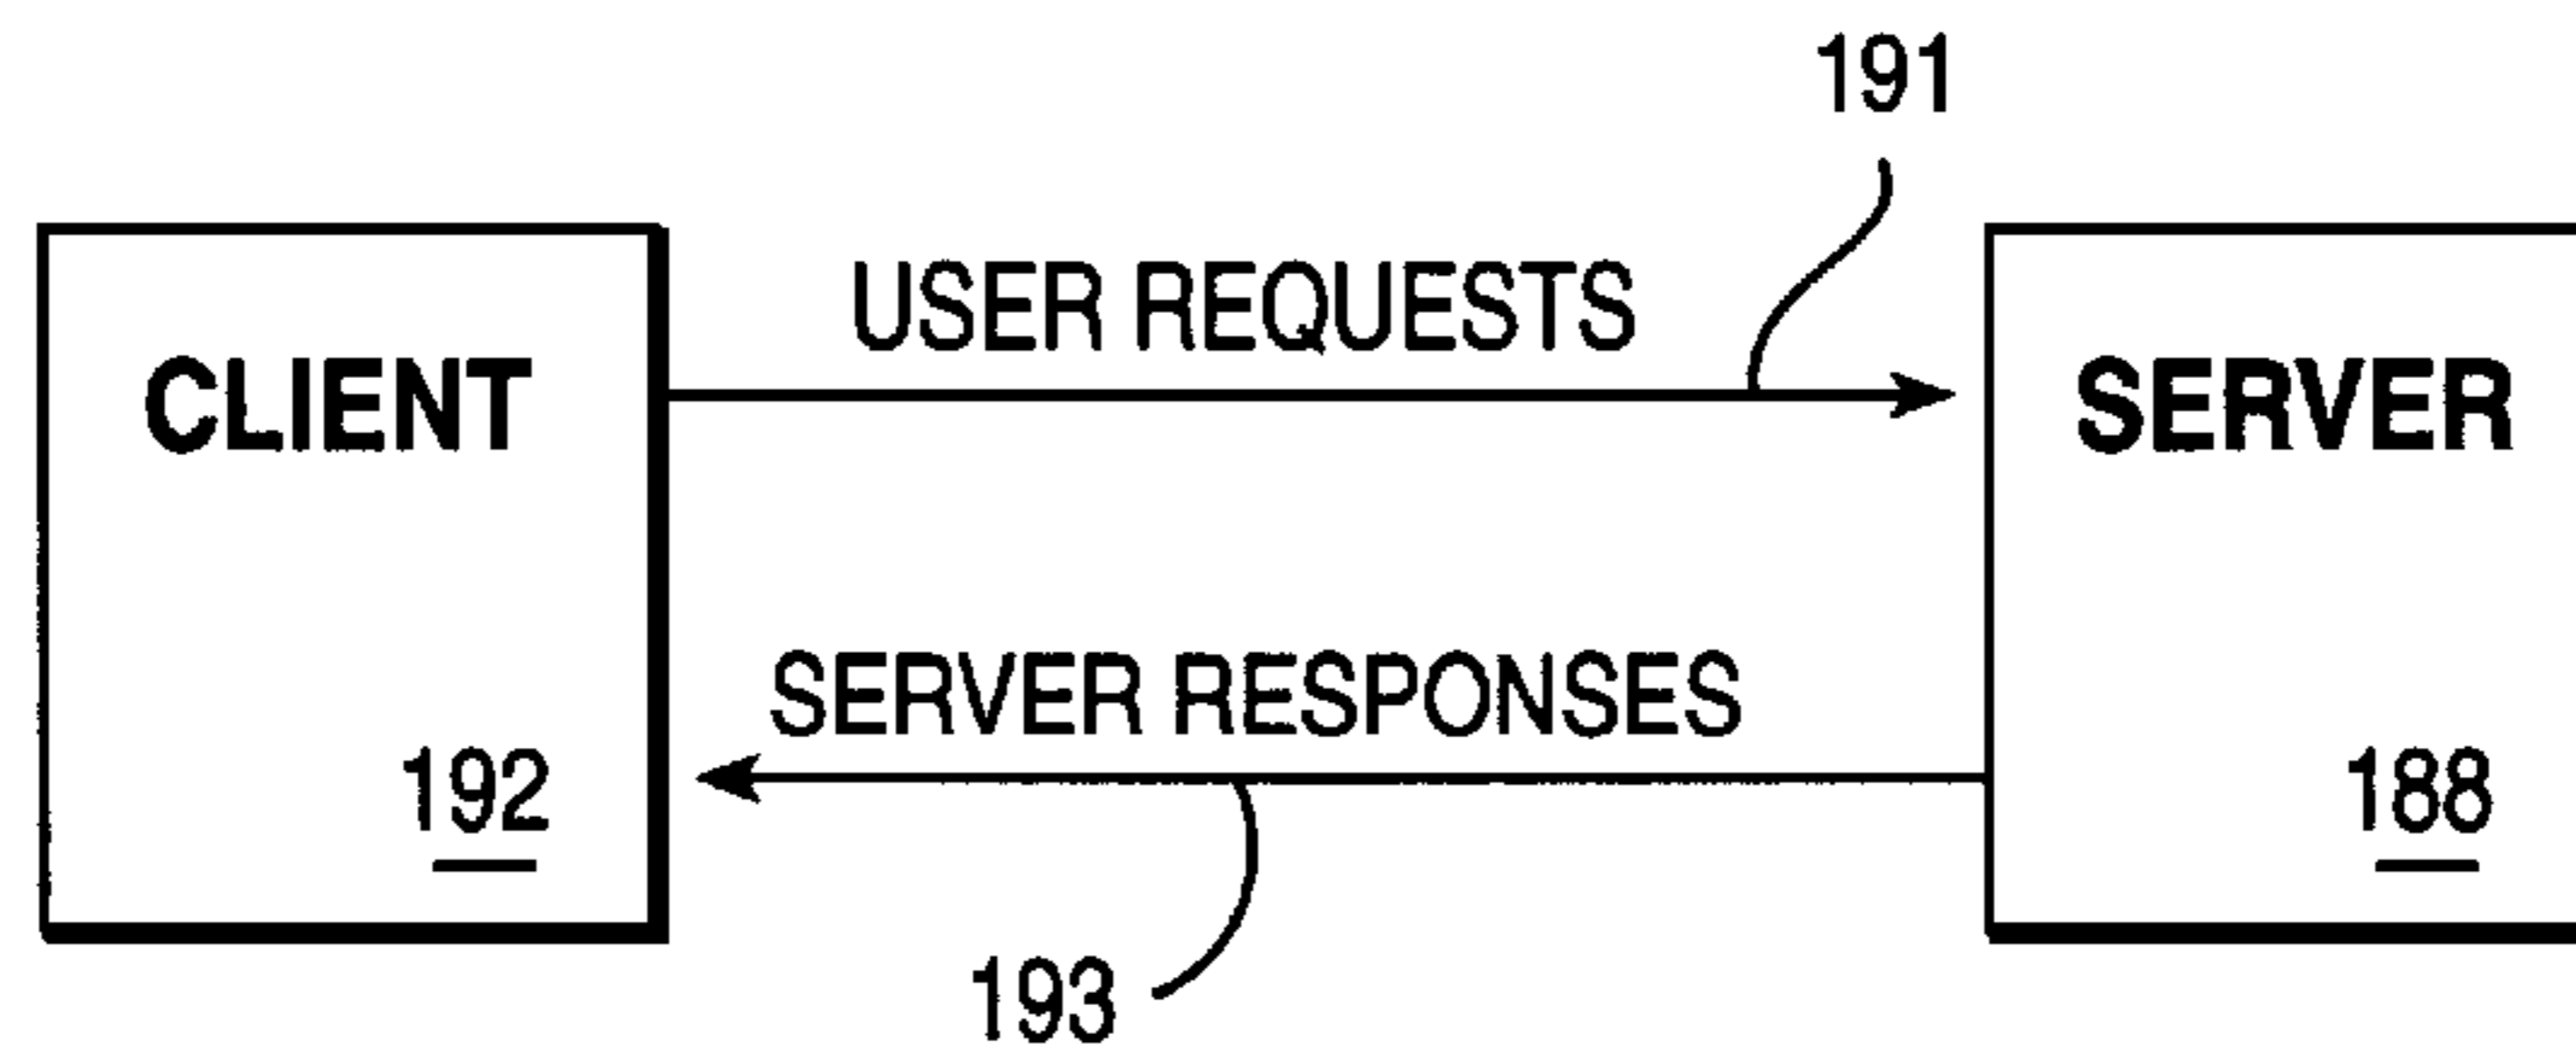 191
USER REQUESTS
CLIENT
SERVER
SERVER RESPONSES
192
188
193